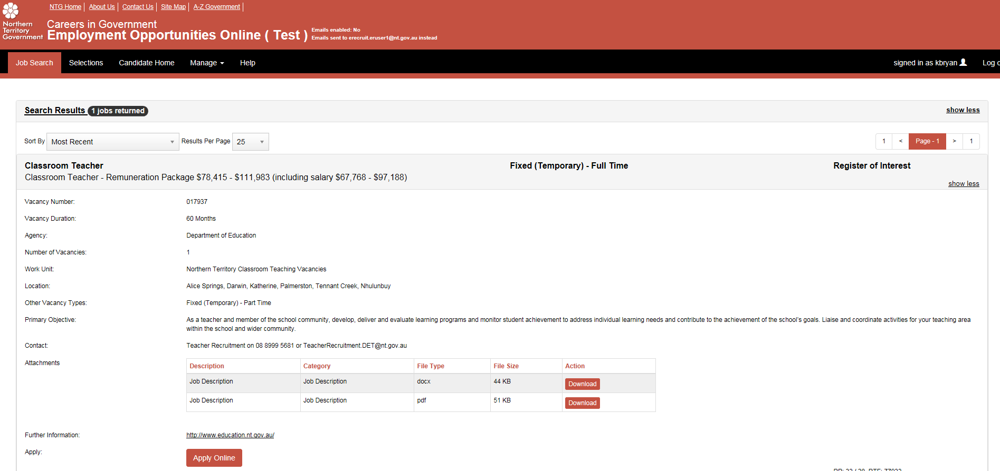 NTG Home | About Us | Contact Us | Site Map | A-Z Government |
Northern
Territory
Government
Careers in Government
Employment Opportunities Online ( Test )
Emails enabled: No
Emails sent to erecruit.eruser1@nt.gov.au instead
Job Search Selections Candidate Home Manage Help signed in as kbryan Log
Search Results 1 jobs returned show less
Sort By Most Recent Results Per Page 25 1 < Page - 1 > 1
Classroom Teacher Fixed (Temporary) - Full Time Register of Interest
Classroom Teacher - Remuneration Package $78,415 - $111,983 (including salary $67,768 - $97,188)
show less
Vacancy Number: 017937
Vacancy Duration: 60 Months
Agency: Department of Education
Number of Vacancies: 1
Work Unit: Northern Territory Classroom Teaching Vacancies
Location: Alice Springs, Darwin, Katherine, Palmerston, Tennant Creek, Nhulunbuy
Other Vacancy Types: Fixed (Temporary) - Part Time
Primary Objective: As a teacher and member of the school community, develop, deliver and evaluate learning programs and monitor student achievement to address individual learning needs and contribute to the achievement of the school's goals. Liaise and coordinate activities for your teaching area
within the school and wider community.
Contact: Teacher Recruitment on 08 8999 5681 or TeacherRecruitment.DET@nt.gov.au
Attachments
Description Category File Type File Size Action
Job Description Job Description docx 44 KB Download
Job Description Job Description pdf 51 KB Download
Further Information: http://www.education.nt.gov.au/
Apply: Apply Online